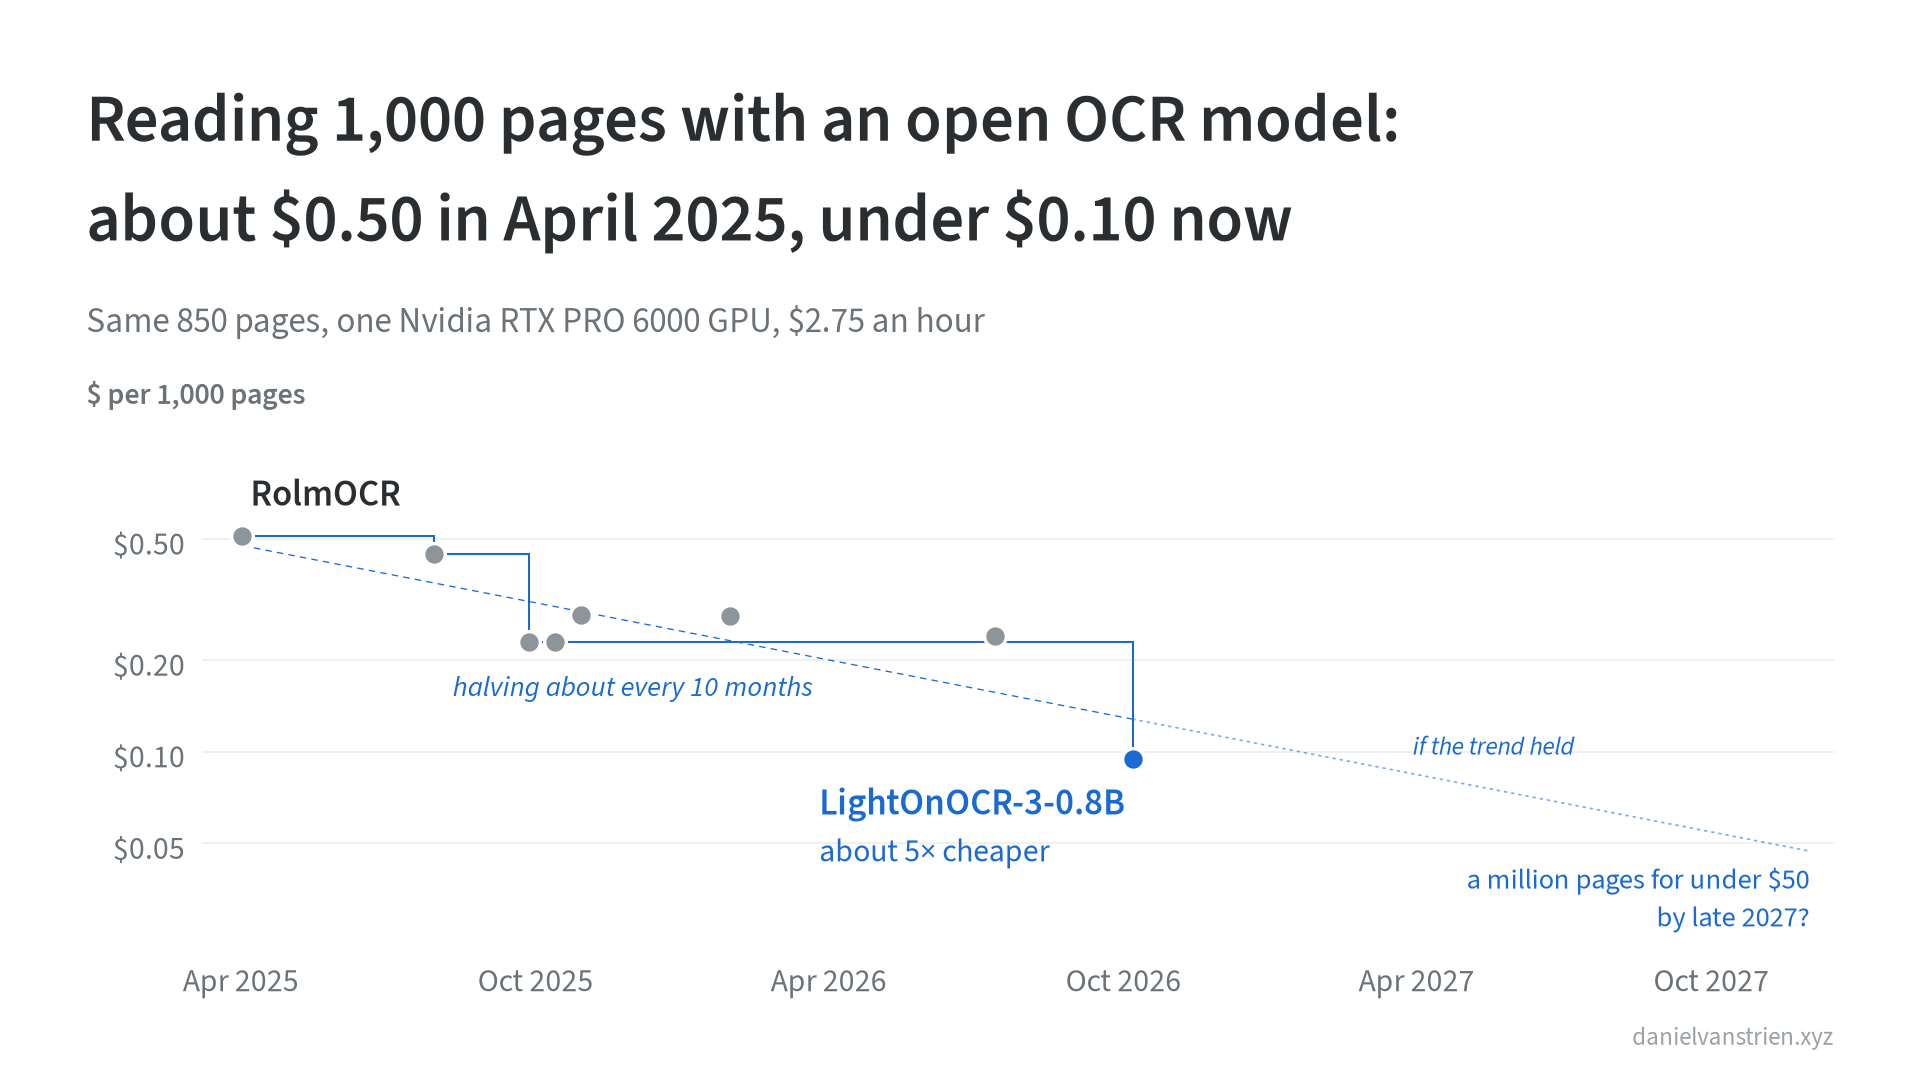 Reading 1,000 pages with an open OCR model:
about $0.50 in April 2025, under $0.10 now
Same 850 pages, one Nvidia RTX PRO 6000 GPU, $2.75 an hour
$ per 1,000 pages
RolmOCR
$0.50
$0.20
halving about every 10 months
if the trend held
$0.10
LightOnOCR-3-0.8B
about 5× cheaper
$0.05
a million pages for under $50
by late 2027?
Apr 2025
Oct 2025
Apr 2026
Oct 2026
Apr 2027
Oct 2027
danielvanstrien.xyz